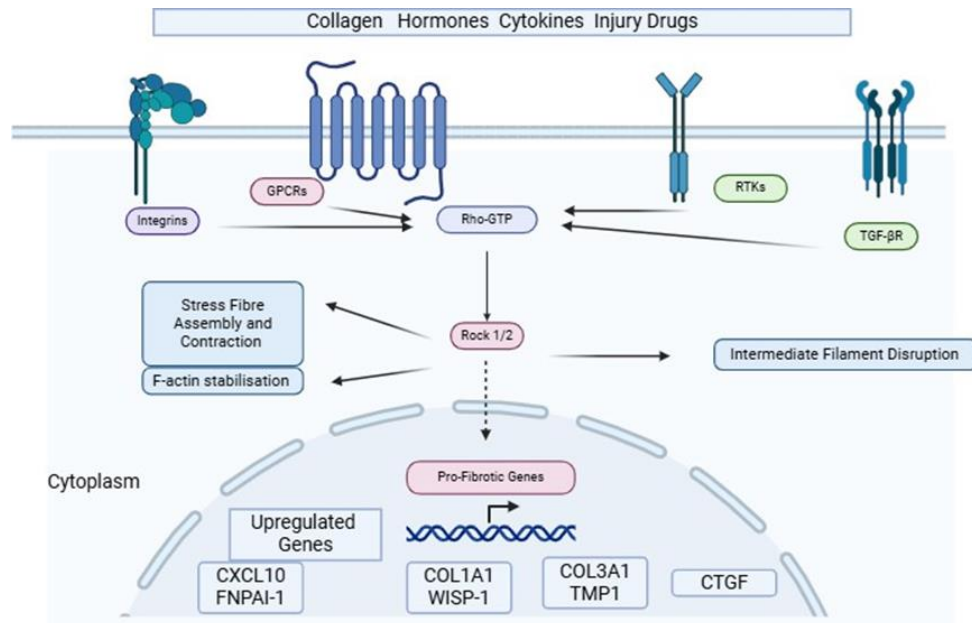 Collagen Hormones Cytokines Injury Drugs
GPCRs
RTKs
Integrins
Rho-GTP
TGF-βR
Stress Fibre
Assembly and
Contraction
Rock 1/2
Intermediate Filament Disruption
F-actin stabilisation
Cytoplasm
Pro-Fibrotic Genes
Upregulated
Genes
CXCL10
FNPAI-1
COL1A1
WISP-1
COL3A1
TMP1
CTGF